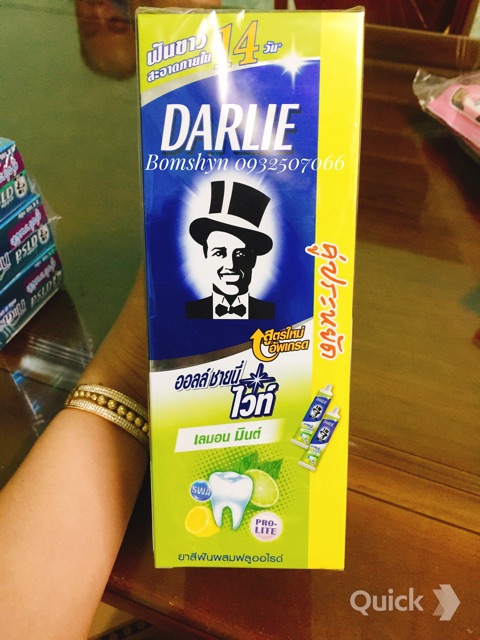 ฟันขาว
สะอาดภายใน 14 วัน*
DARLIE
Bomshyn 0932507066
คู่ประหยัด
สูตรใหม่
อัพเกรด
ออลล์ ชายนี่
ไวท์
เลมอน มินต์
DARLIE
DARLIE
PRO-
LITE
ยาสีฟันผสมฟลูออไรด์
Quick